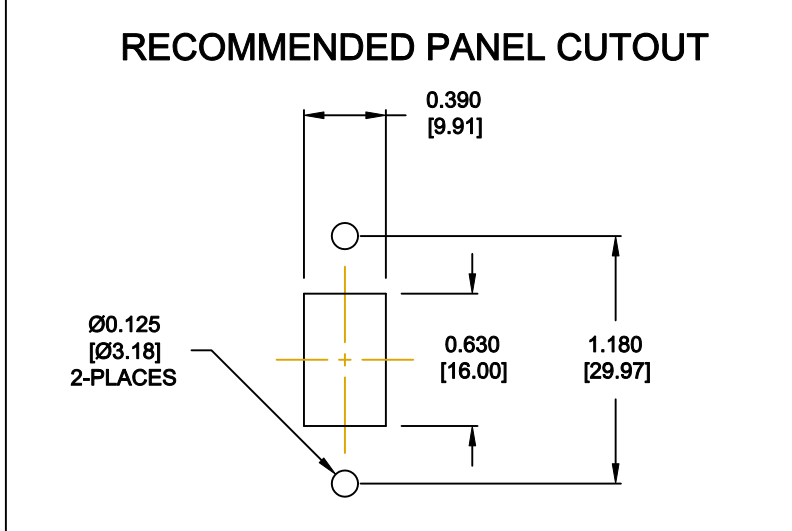 RECOMMENDED PANEL CUTOUT
0.390
[9.91]
Ø0.125
[Ø3.18]
2-PLACES
0.630
[16.00]
1.180
[29.97]